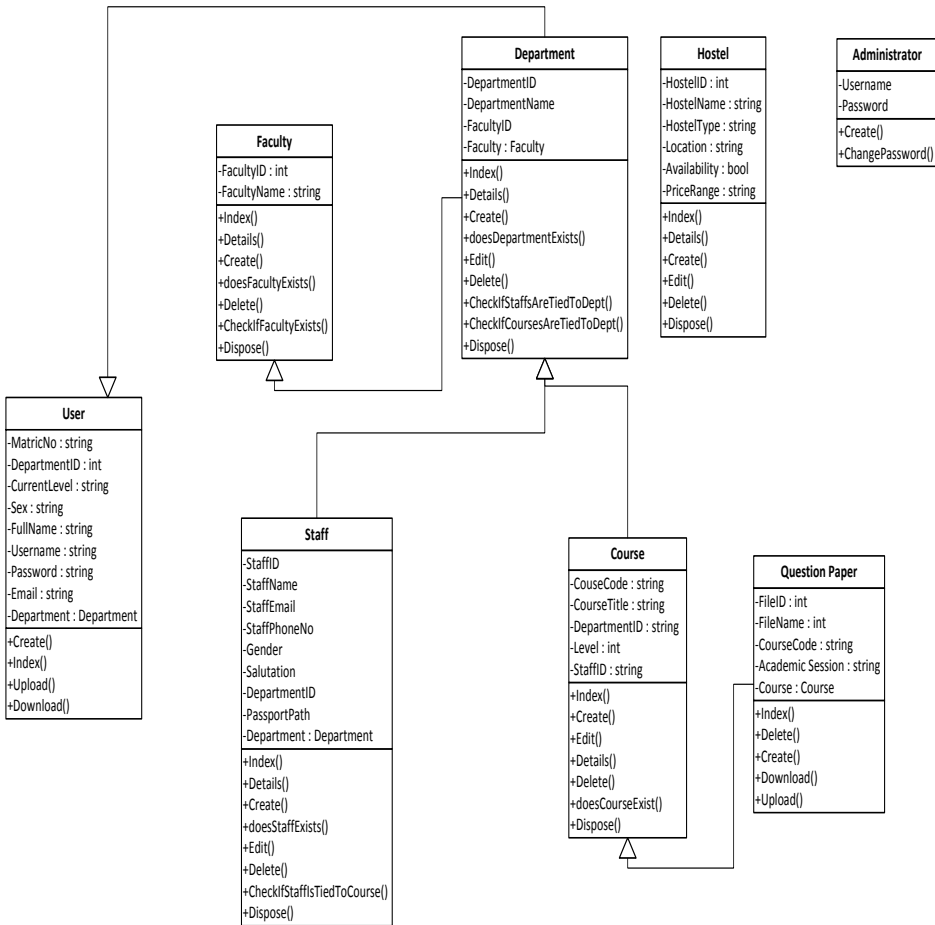 Department
-DepartmentID
-DepartmentName
-FacultyID
-Faculty : Faculty
+Index()
+Details()
+Create()
+doesDepartmentExists()
+Edit()
+Delete()
+CheckIfStaffsAreTiedToDept()
+CheckIfCoursesAreTiedToDept()
+Dispose()
Hostel
-HostelID : int
-HostelName : string
-HostelType : string
-Location : string
-Availability : bool
-PriceRange : string
+Index()
+Details()
+Create()
+Edit()
+Delete()
+Dispose()
Administrator
-Username
-Password
+Create()
+ChangePassword()
Faculty
-FacultyID : int
-FacultyName : string
+Index()
+Details()
+Create()
+doesFacultyExists()
+Delete()
+CheckIfFacultyExists()
+Dispose()
User
-MatricNo : string
-DepartmentID : int
-CurrentLevel : string
-Sex : string
-FullName : string
-Username : string
-Password : string
-Email : string
-Department : Department
+Create()
+Index()
+Upload()
+Download()
Staff
-StaffID
-StaffName
-StaffEmail
-StaffPhoneNo
-Gender
-Salutation
-DepartmentID
-PassportPath
-Department : Department
+Index()
+Details()
+Create()
+doesStaffExists()
+Edit()
+Delete()
+CheckIfStaffIsTiedToCourse()
+Dispose()
Course
-CouseCode : string
-CourseTitle : string
-DepartmentID : string
-Level : int
-StaffID : string
+Index()
+Create()
+Edit()
+Details()
+Delete()
+doesCourseExist()
+Dispose()
Question Paper
-FileID : int
-FileName : int
-CourseCode : string
-Academic Session : string
-Course : Course
+Index()
+Delete()
+Create()
+Download()
+Upload()